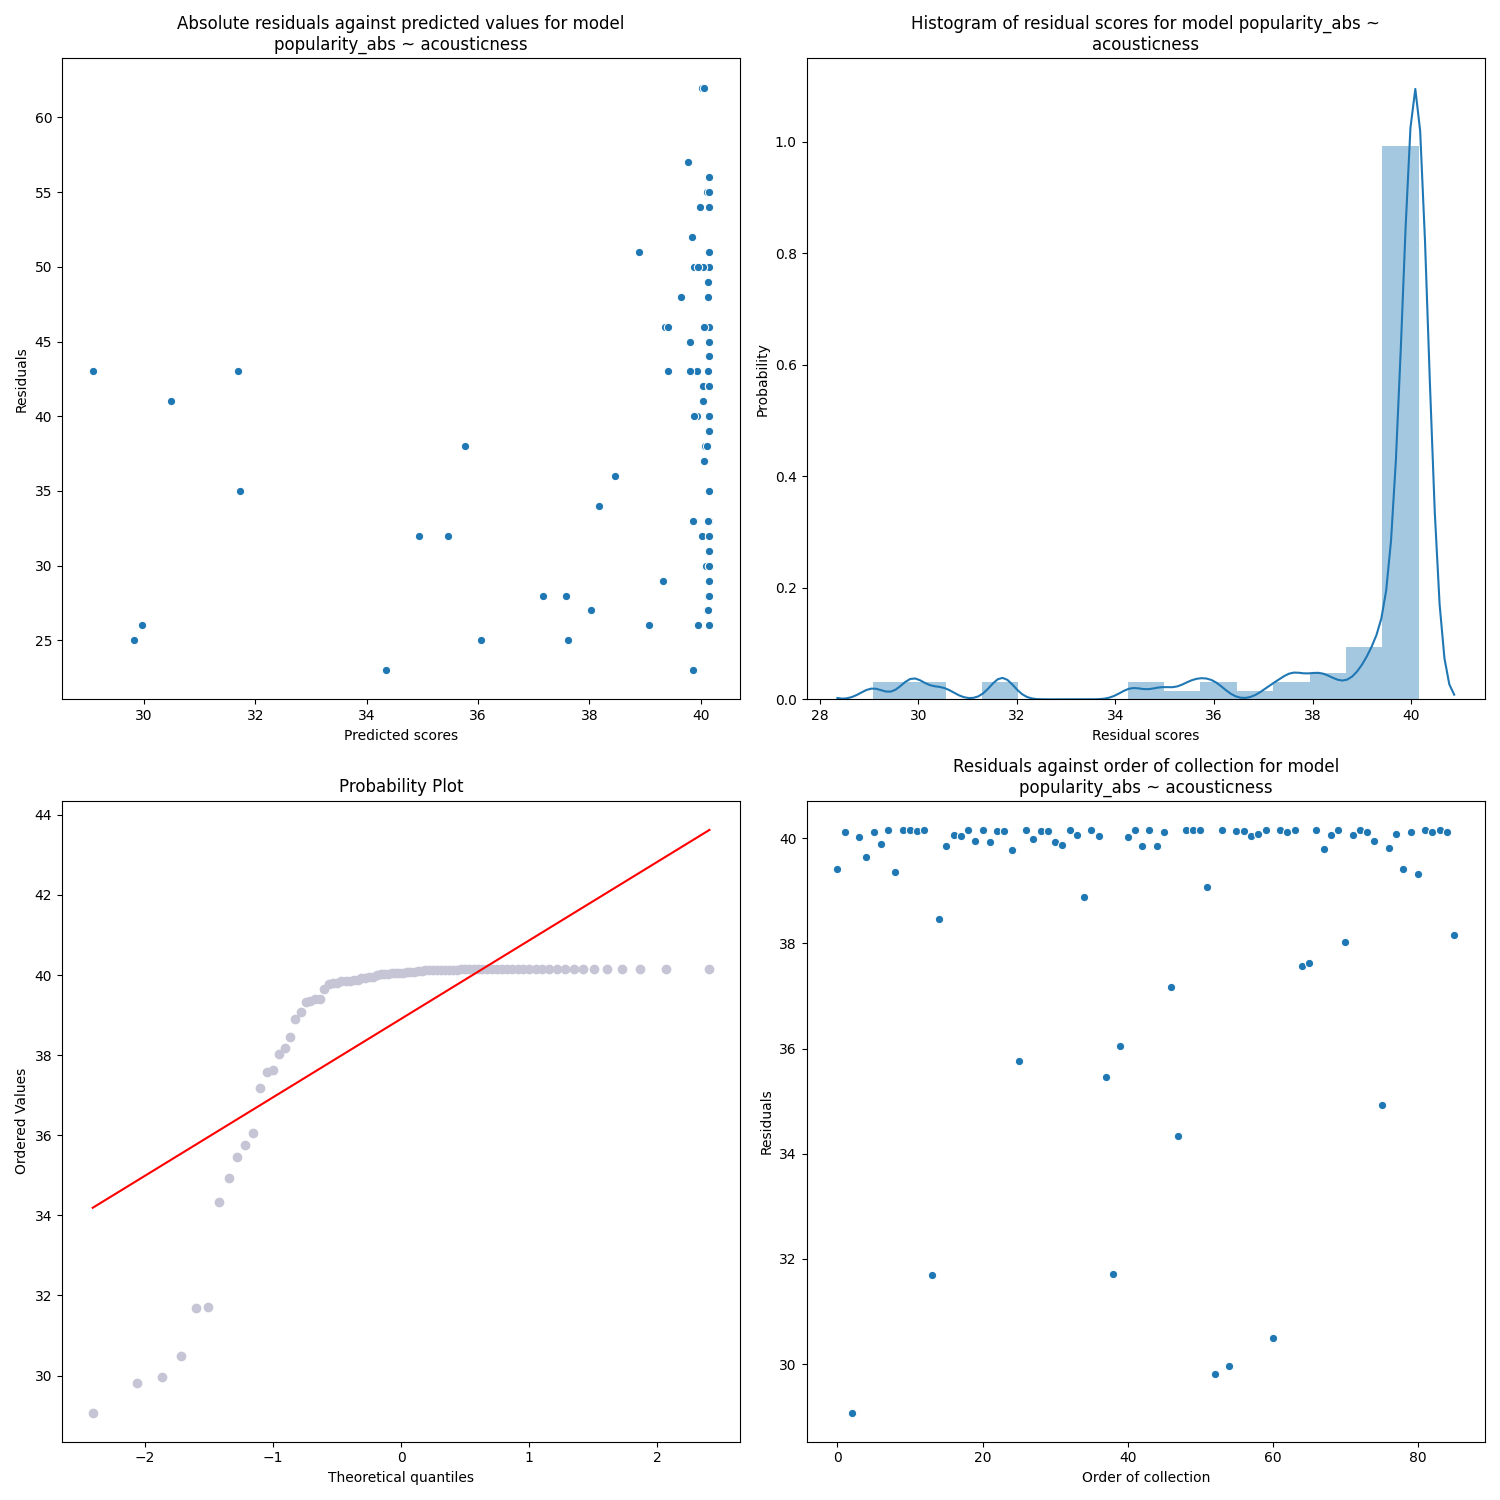 Absolute residuals against predicted values for model
popularity_abs ~ acousticness
60
55
50
45
40
35
30
25
Residuals
30 32 34 36 38 40
Predicted scores
Histogram of residual scores for model popularity_abs ~
acousticness
1.0
0.8
0.6
0.4
0.2
0.0
Probability
28 30 32 34 36 38 40
Residual scores
Probability Plot
44
42
40
38
36
34
32
30
Ordered Values
−2 −1 0 1 2
Theoretical quantiles
Residuals against order of collection for model
popularity_abs ~ acousticness
40
38
36
34
32
30
Residuals
0 20 40 60 80
Order of collection